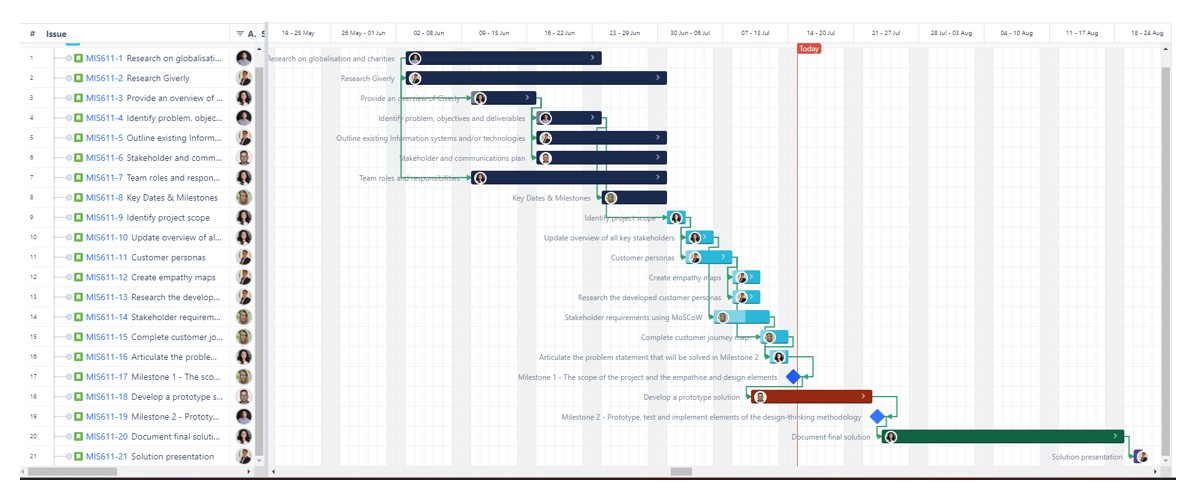 # Issue A. S 19 - 25 May 26 May - 01 Jun 02 - 08 Jun 09 - 15 Jun 16 - 22 Jun 23 - 29 Jun 30 Jun - 06 Jul 07 - 13 Jul 14 - 20 Jul 21 - 27 Jul 28 Jul - 03 Aug 04 - 10 Aug 11 - 17 Aug 18 - 24 Aug
Today
1 MIS611-1 Research on globalisati... Research on globalisation and charities
2 MIS611-2 Research Giverly Research Giverly
3 MIS611-3 Provide an overview of ... Provide an overview of Giverly
4 MIS611-4 Identify problem, objec... Identify problem, objectives and deliverables
5 MIS611-5 Outline existing Inform... Outline existing Information systems and/or technologies
6 MIS611-6 Stakeholder and comm... Stakeholder and communications plan
7 MIS611-7 Team roles and respon... Team roles and responsibilities
8 MIS611-8 Key Dates & Milestones Key Dates & Milestones
9 MIS611-9 Identify project scope Identify project scope
10 MIS611-10 Update overview of al... Update overview of all key stakeholders
11 MIS611-11 Customer personas Customer personas
12 MIS611-12 Create empathy maps Create empathy maps
13 MIS611-13 Research the develop... Research the developed customer personas
14 MIS611-14 Stakeholder requirem... Stakeholder requirements using MoSCoW
15 MIS611-15 Complete customer jo... Complete customer journey map
16 MIS611-16 Articulate the proble... Articulate the problem statement that will be solved in Milestone 2
17 MIS611-17 Milestone 1 - The sco... Milestone 1 - The scope of the project and the empathise and design elements
18 MIS611-18 Develop a prototype s... Develop a prototype solution
19 MIS611-19 Milestone 2 - Prototy... Milestone 2 - Prototype, test and implement elements of the design-thinking methodology
20 MIS611-20 Document final soluti... Document final solution
21 MIS611-21 Solution presentation Solution presentation